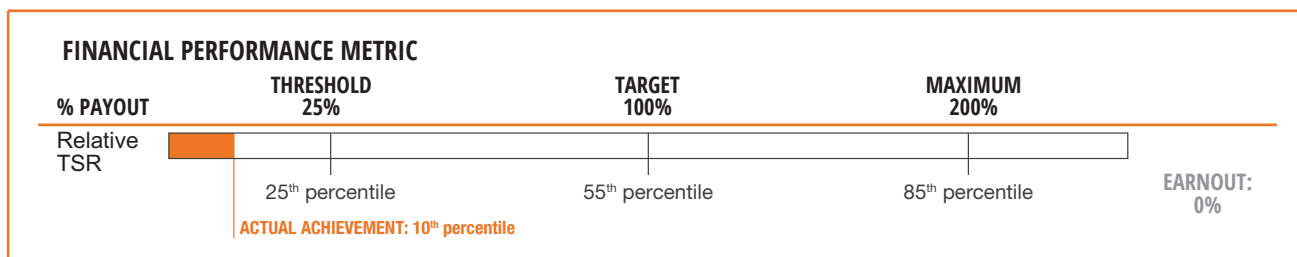 FINANCIAL PERFORMANCE METRIC
% PAYOUT
THRESHOLD
25%
TARGET
100%
MAXIMUM
200%
Relative
TSR
25th percentile
55th percentile
85th percentile
ACTUAL ACHIEVEMENT: 10th percentile
EARNOUT:
0%